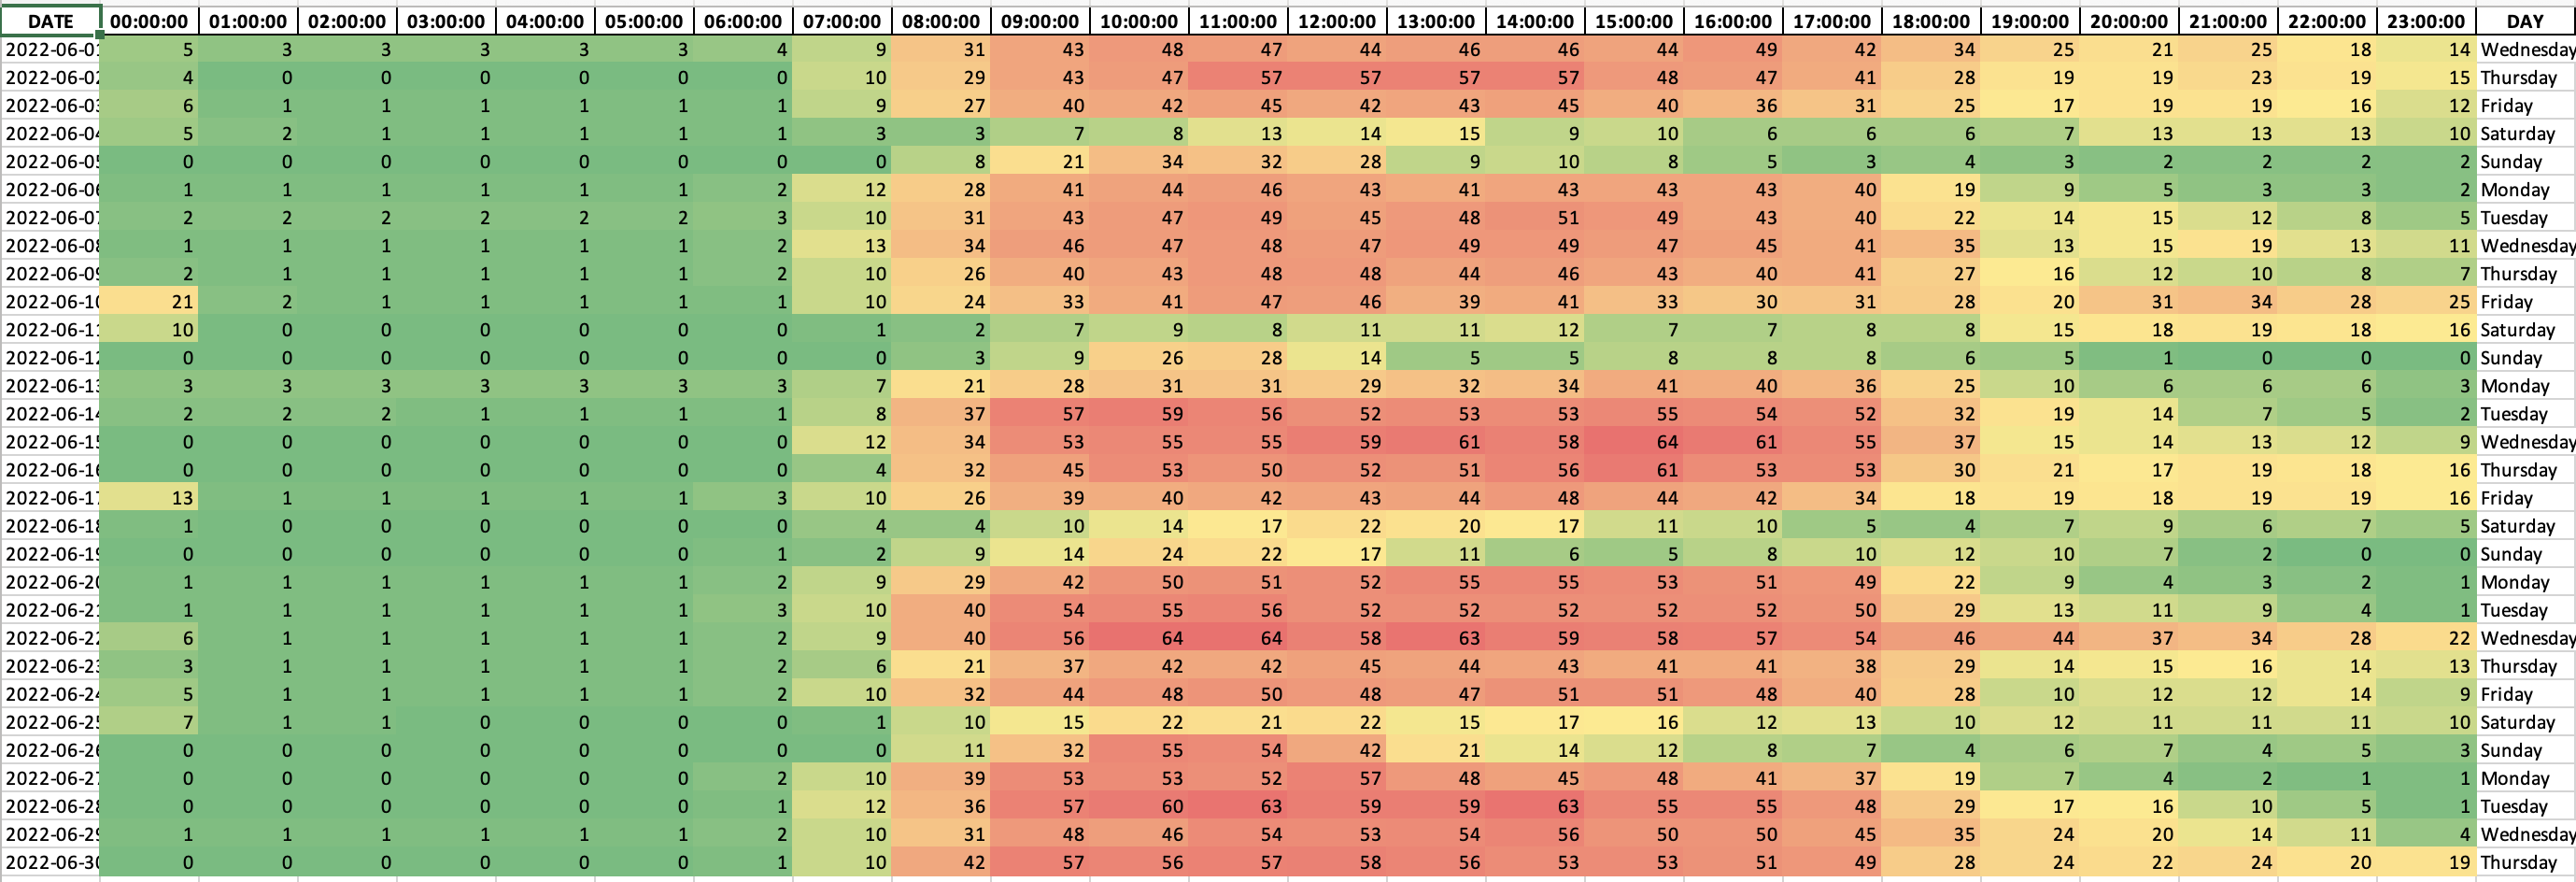 DATE 00:00:00 01:00:00 02:00:00 03:00:00 04:00:00 05:00:00 06:00:00 07:00:00 08:00:00 09:00:00 10:00:00 11:00:00 12:00:00 13:00:00 14:00:00 15:00:00 16:00:00 17:00:00 18:00:00 19:00:00 20:00:00 21:00:00 22:00:00 23:00:00 DAY
2022-06-01 5 3 3 3 3 3 4 9 31 43 48 47 44 46 46 44 49 42 34 25 21 25 18 14 Wednesday
2022-06-02 4 0 0 0 0 0 0 10 29 43 47 57 57 57 57 48 47 41 28 19 19 23 19 15 Thursday
2022-06-03 6 1 1 1 1 1 1 9 27 40 42 45 42 43 45 40 36 31 25 17 19 19 16 12 Friday
2022-06-04 5 2 1 1 1 1 1 3 3 7 8 13 14 15 9 10 6 6 6 7 13 13 13 10 Saturday
2022-06-05 0 0 0 0 0 0 0 0 8 21 34 32 28 9 10 8 5 3 4 3 2 2 2 2 Sunday
2022-06-06 1 1 1 1 1 1 2 12 28 41 44 46 43 41 43 43 43 40 19 9 5 3 3 2 Monday
2022-06-07 2 2 2 2 2 2 3 10 31 43 47 49 45 48 51 49 43 40 22 14 15 12 8 5 Tuesday
2022-06-08 1 1 1 1 1 1 2 13 34 46 47 48 47 49 49 47 45 41 35 13 15 19 13 11 Wednesday
2022-06-09 2 1 1 1 1 1 2 10 26 40 43 48 48 44 46 43 40 41 27 16 12 10 8 7 Thursday
2022-06-10 21 2 1 1 1 1 1 10 24 33 41 47 46 39 41 33 30 31 28 20 31 34 28 25 Friday
2022-06-11 10 0 0 0 0 0 0 1 2 7 9 8 11 11 12 7 7 8 8 15 18 19 18 16 Saturday
2022-06-12 0 0 0 0 0 0 0 0 3 9 26 28 14 5 5 8 8 8 6 5 1 0 0 0 Sunday
2022-06-13 3 3 3 3 3 3 3 7 21 28 31 31 29 32 34 41 40 36 25 10 6 6 6 3 Monday
2022-06-14 2 2 2 1 1 1 1 8 37 57 59 56 52 53 53 55 54 52 32 19 14 7 5 2 Tuesday
2022-06-15 0 0 0 0 0 0 0 12 34 53 55 55 59 61 58 64 61 55 37 15 14 13 12 9 Wednesday
2022-06-16 0 0 0 0 0 0 0 4 32 45 53 50 52 51 56 61 53 53 30 21 17 19 18 16 Thursday
2022-06-17 13 1 1 1 1 1 3 10 26 39 40 42 43 44 48 44 42 34 18 19 18 19 19 16 Friday
2022-06-18 1 0 0 0 0 0 0 4 4 10 14 17 22 20 17 11 10 5 4 7 9 6 7 5 Saturday
2022-06-19 0 0 0 0 0 0 1 2 9 14 24 22 17 11 6 5 8 10 12 10 7 2 0 0 Sunday
2022-06-20 1 1 1 1 1 1 2 9 29 42 50 51 52 55 55 53 51 49 22 9 4 3 2 1 Monday
2022-06-21 1 1 1 1 1 1 3 10 40 54 55 56 52 52 52 52 52 50 29 13 11 9 4 1 Tuesday
2022-06-22 6 1 1 1 1 1 2 9 40 56 64 64 58 63 59 58 57 54 46 44 37 34 28 22 Wednesday
2022-06-23 3 1 1 1 1 1 2 6 21 37 42 42 45 44 43 41 41 38 29 14 15 16 14 13 Thursday
2022-06-24 5 1 1 1 1 1 2 10 32 44 48 50 48 47 51 51 48 40 28 10 12 12 14 9 Friday
2022-06-25 7 1 1 0 0 0 0 1 10 15 22 21 22 15 17 16 12 13 10 12 11 11 11 10 Saturday
2022-06-26 0 0 0 0 0 0 0 0 11 32 55 54 42 21 14 12 8 7 4 6 7 4 5 3 Sunday
2022-06-27 0 0 0 0 0 0 2 10 39 53 53 52 57 48 45 48 41 37 19 7 4 2 1 1 Monday
2022-06-28 0 0 0 0 0 0 1 12 36 57 60 63 59 59 63 55 55 48 29 17 16 10 5 1 Tuesday
2022-06-29 1 1 1 1 1 1 2 10 31 48 46 54 53 54 56 50 50 45 35 24 20 14 11 4 Wednesday
2022-06-30 0 0 0 0 0 0 1 10 42 57 56 57 58 56 53 53 51 49 28 24 22 24 20 19 Thursday